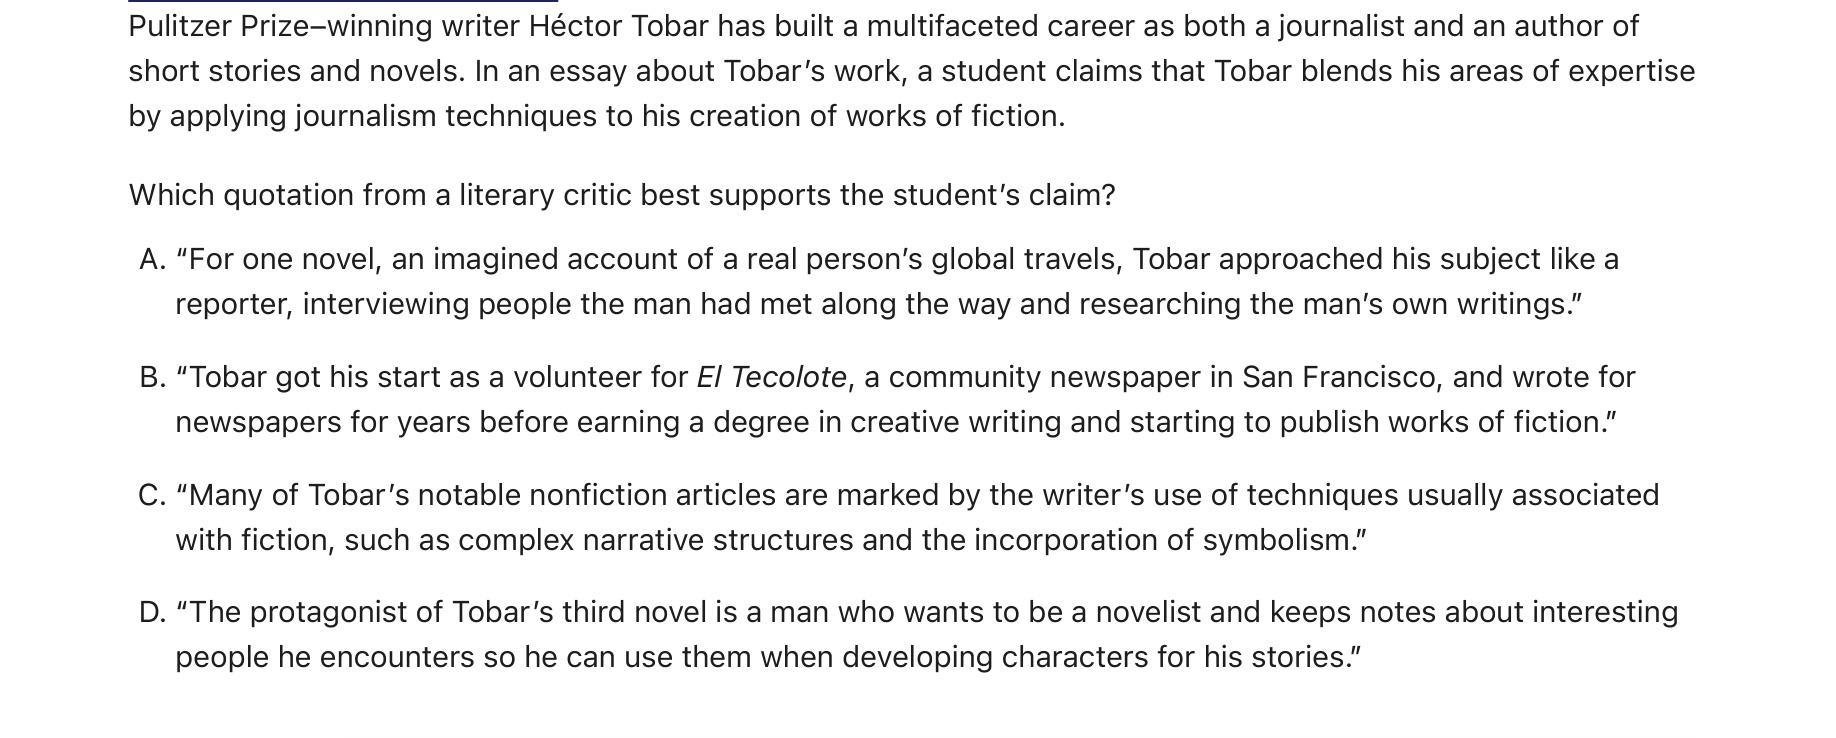 Pulitzer Prize–winning writer Héctor Tobar has built a multifaceted career as both a journalist and an author of
short stories and novels. In an essay about Tobar’s work, a student claims that Tobar blends his areas of expertise
by applying journalism techniques to his creation of works of fiction.
Which quotation from a literary critic best supports the student’s claim?
A. “For one novel, an imagined account of a real person’s global travels, Tobar approached his subject like a
reporter, interviewing people the man had met along the way and researching the man’s own writings.”
B. “Tobar got his start as a volunteer for El Tecolote, a community newspaper in San Francisco, and wrote for
newspapers for years before earning a degree in creative writing and starting to publish works of fiction.”
C. “Many of Tobar’s notable nonfiction articles are marked by the writer’s use of techniques usually associated
with fiction, such as complex narrative structures and the incorporation of symbolism.”
D. “The protagonist of Tobar’s third novel is a man who wants to be a novelist and keeps notes about interesting
people he encounters so he can use them when developing characters for his stories.”